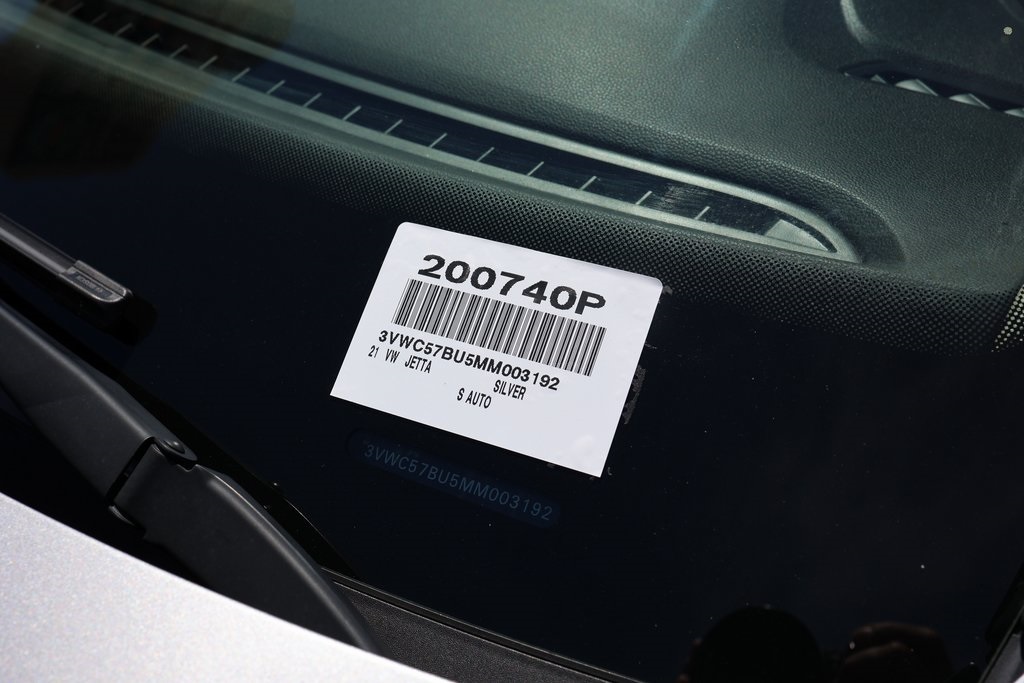 200740P
3VWC57BU5MM003192
21 VW JETTA
SILVER
S AUTO
3VWC57BU5MM003192